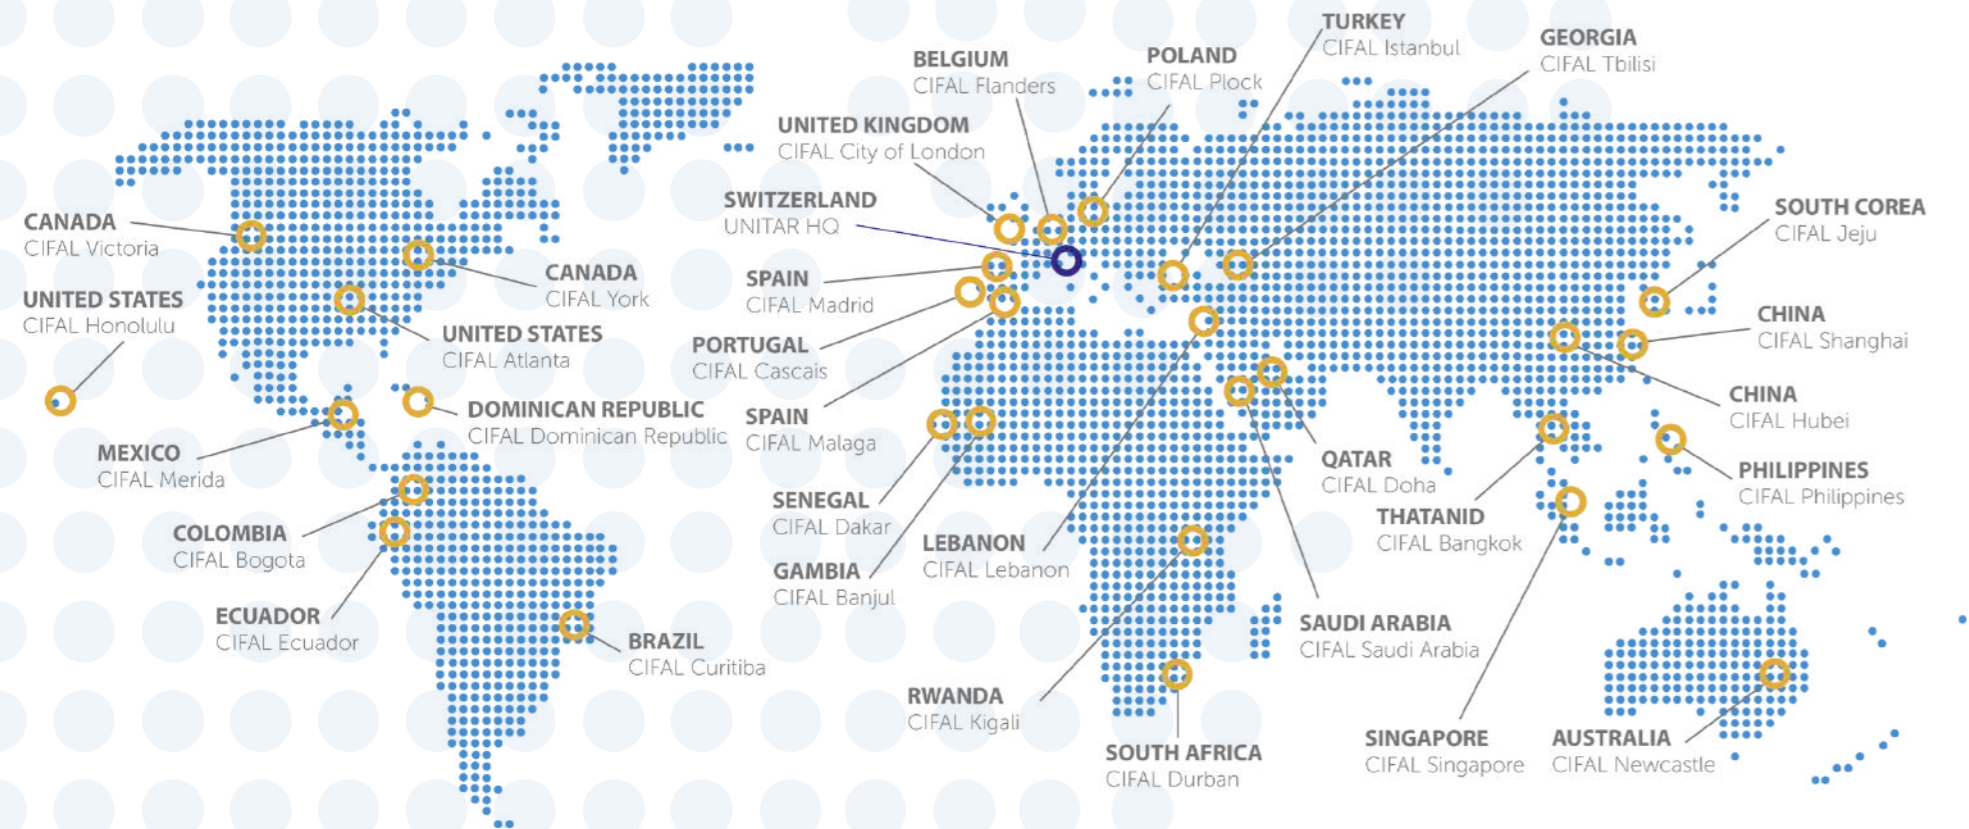 TURKEY
CIFAL Istanbul
GEORGIA
CIFAL Tbilisi
BELGIUM
CIFAL Flanders
POLAND
CIFAL Plock
UNITED KINGDOM
CIFAL City of London
SWITZERLAND
UNITAR HQ
CANADA
CIFAL Victoria
SOUTH COREA
CIFAL Jeju
CANADA
CIFAL York
SPAIN
CIFAL Madrid
UNITED STATES
CIFAL Honolulu
CHINA
CIFAL Shanghai
UNITED STATES
CIFAL Atlanta
PORTUGAL
CIFAL Cascais
CHINA
CIFAL Hubei
DOMINICAN REPUBLIC
CIFAL Dominican Republic
SPAIN
CIFAL Malaga
MEXICO
CIFAL Merida
QATAR
CIFAL Doha
PHILIPPINES
CIFAL Philippines
SENEGAL
CIFAL Dakar
THATANID
CIFAL Bangkok
COLOMBIA
CIFAL Bogota
LEBANON
CIFAL Lebanon
GAMBIA
CIFAL Banjul
ECUADOR
CIFAL Ecuador
SAUDI ARABIA
CIFAL Saudi Arabia
BRAZIL
CIFAL Curitiba
RWANDA
CIFAL Kigali
SOUTH AFRICA
CIFAL Durban
SINGAPORE
CIFAL Singapore
AUSTRALIA
CIFAL Newcastle